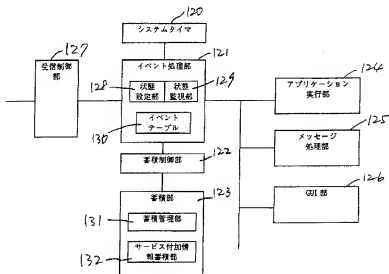 120
システムタイマ
127
受信制御
部
121
イベント処理部
128
状態
設定部
129
状態
監視部
130
イベント
テーブル
124
アプリケーション
実行部
125
メッセージ
処理部
122
蓄積制御部
126
GUI 部
123
蓄積部
131
蓄積管理部
132
サービス付加情
報蓄積部